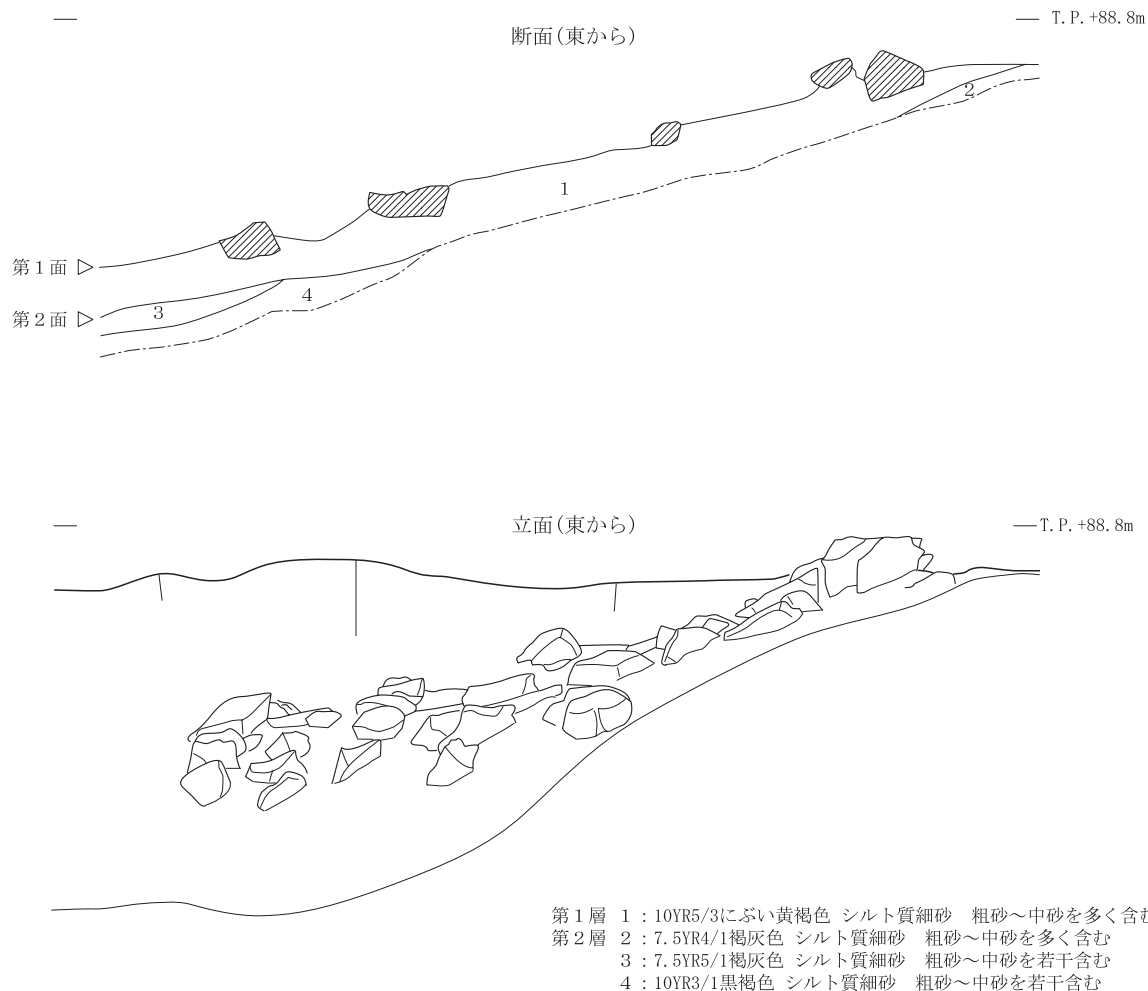 T.P.+88.8m
断面(東から)
2
1
第1面
4
3
第2面
立面(東から)
T.P.+88.8m
第1層 1：10YR5/3にぶい黄褐色 シルト質細砂 粗砂～中砂を多く含む
第2層 2：7.5YR4/1褐灰色 シルト質細砂 粗砂～中砂を多く含む
3：7.5YR5/1褐灰色 シルト質細砂 粗砂～中砂を若干含む
4：10YR3/1黒褐色 シルト質細砂 粗砂～中砂を若干含む